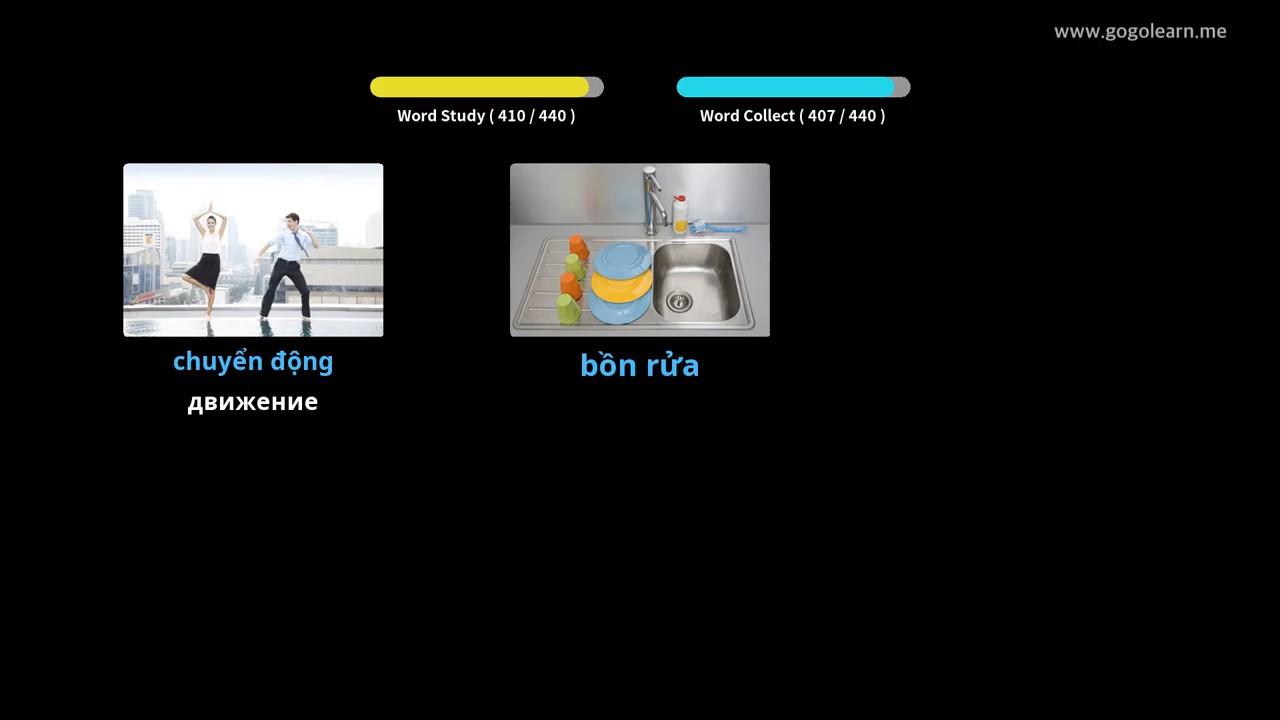 www.gogolearn.me
Word Study ( 410 / 440 )
Word Collect ( 407 / 440 )
chuyển động
движение
bồn rửa